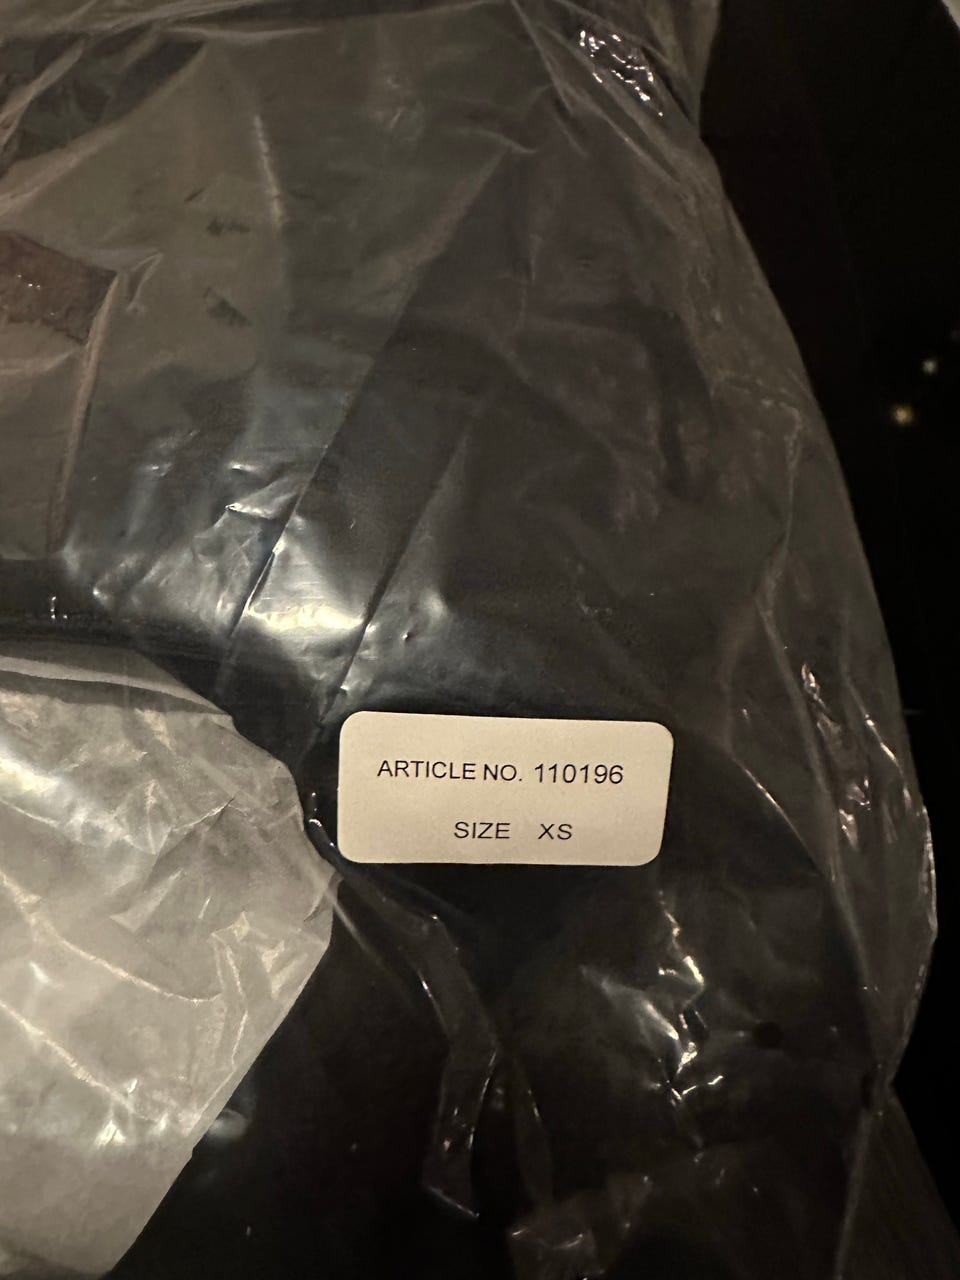 ARTICLE NO. 110196
SIZE XS